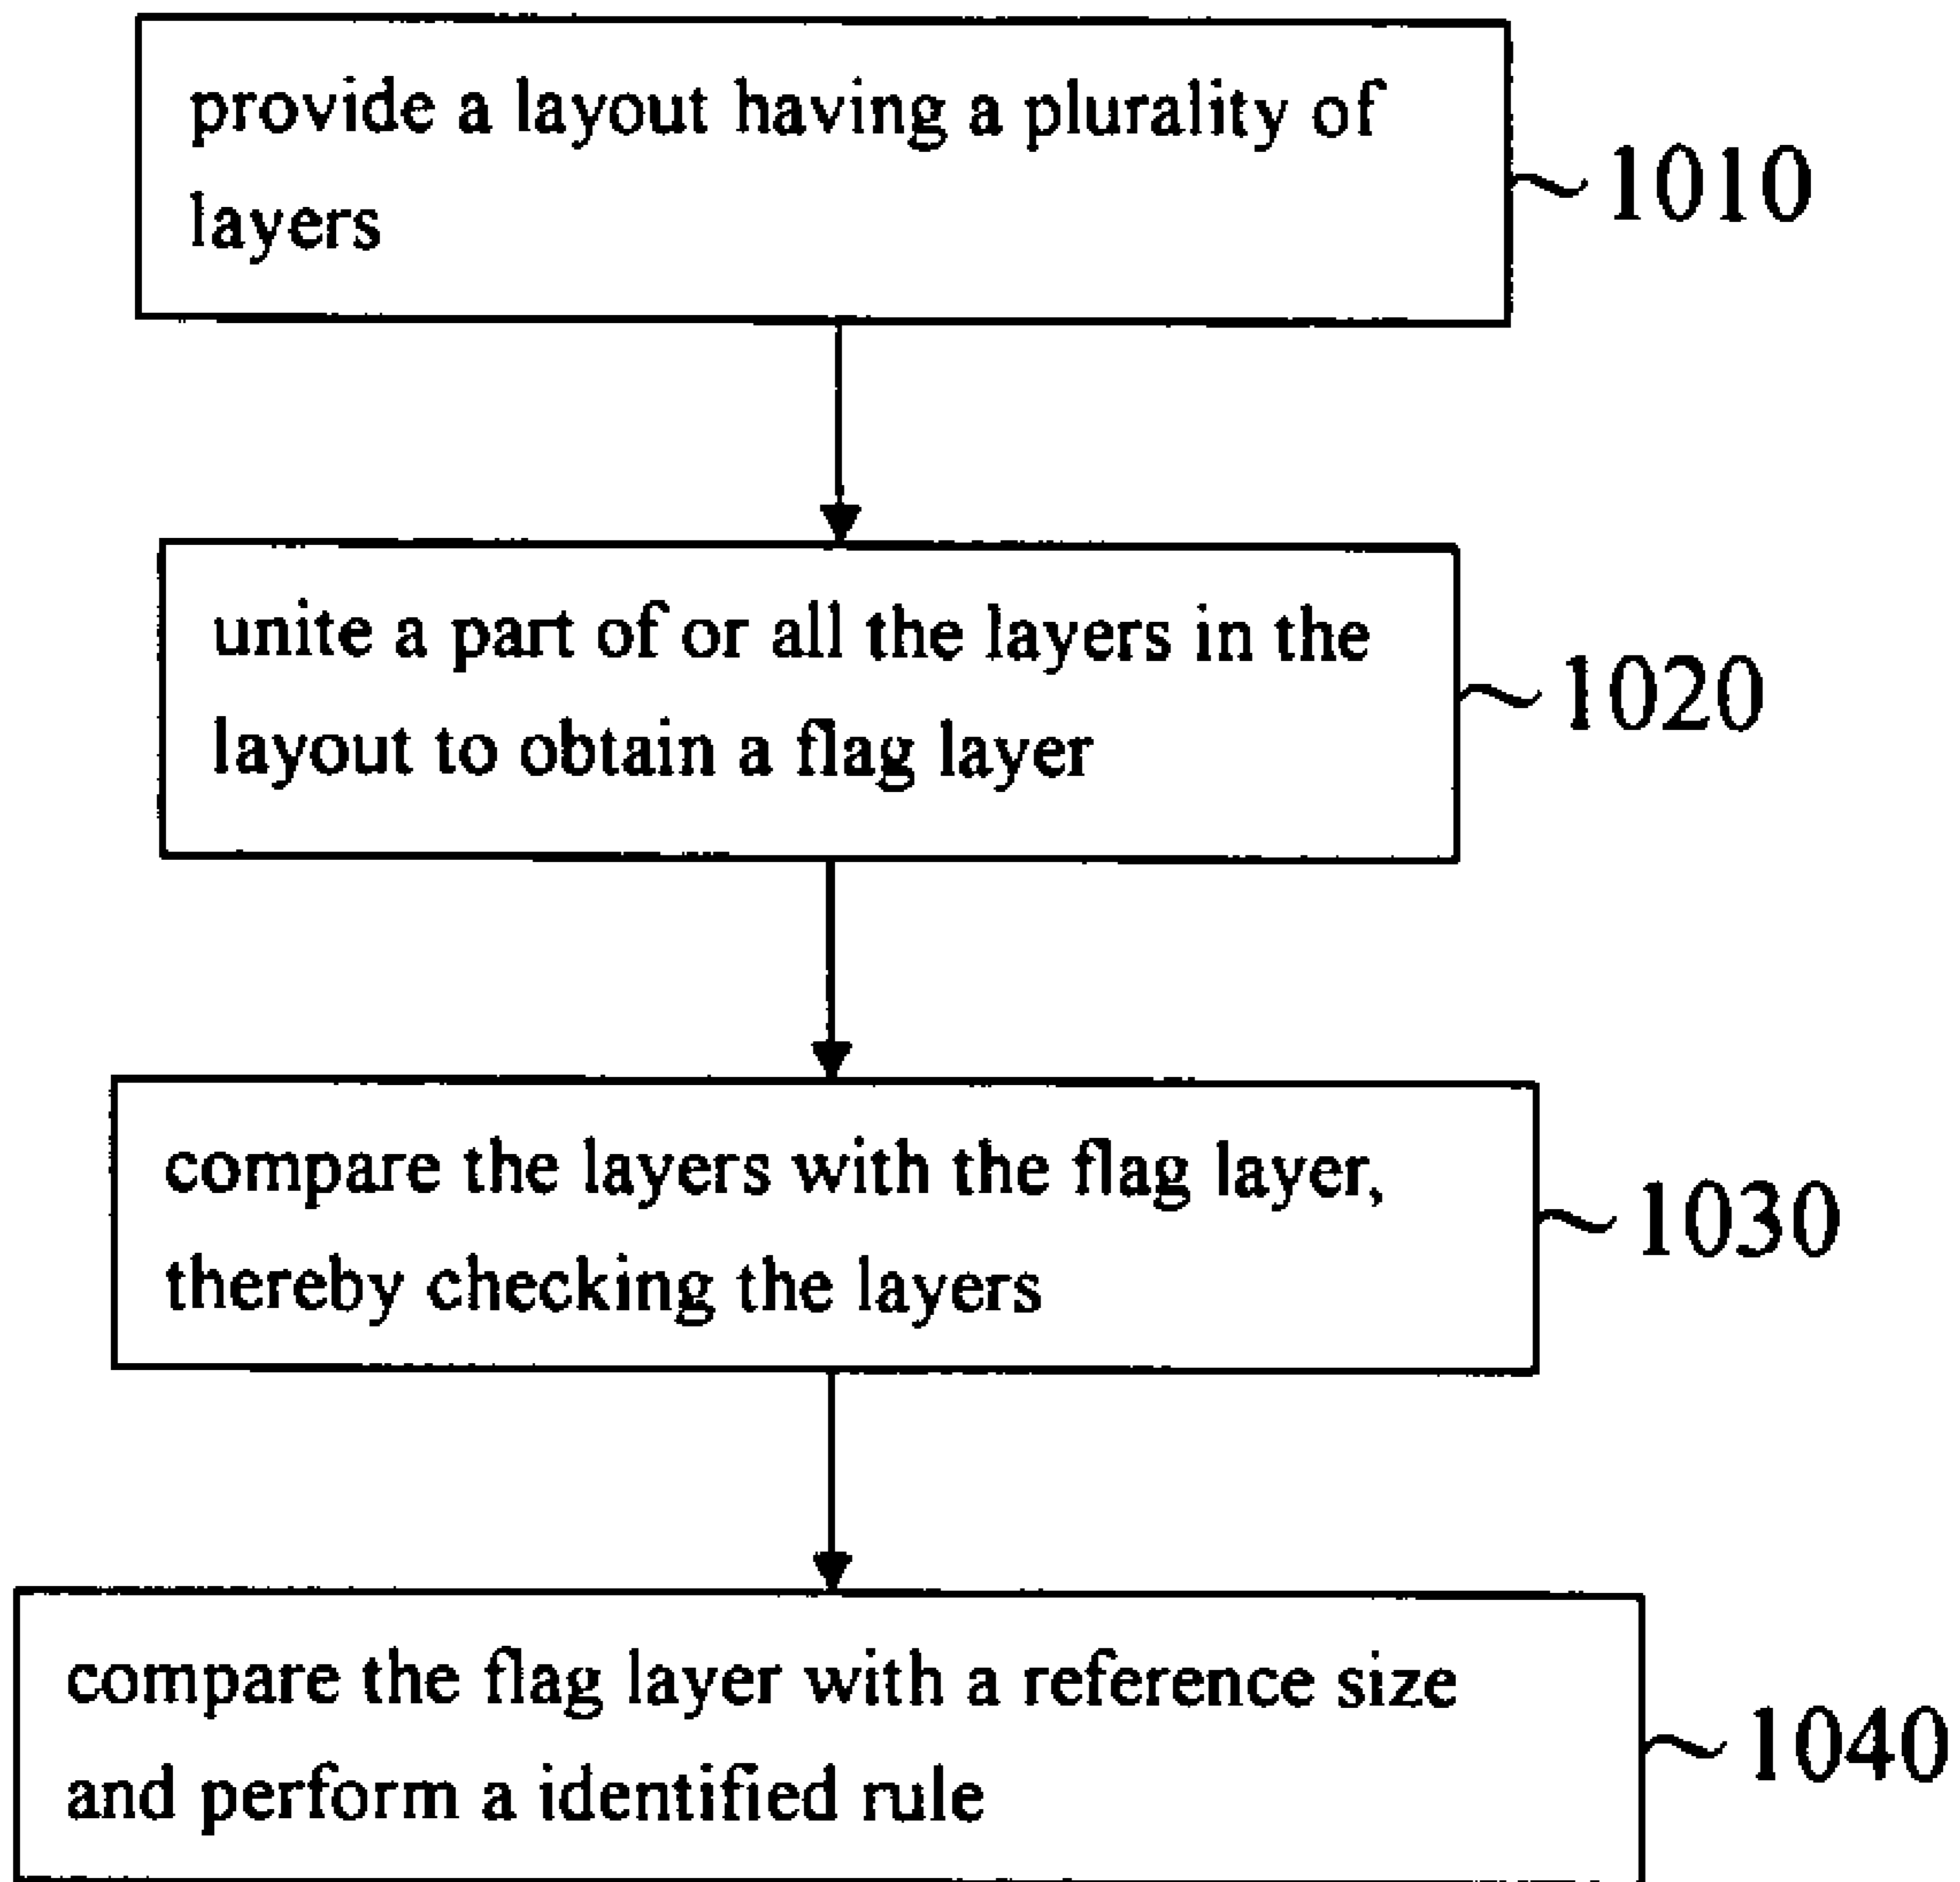 provide a layout having a plurality of
layers
1010
unite a part of or all the layers in the
layout to obtain a flag layer
1020
compare the layers with the flag layer,
thereby checking the layers
1030
compare the flag layer with a reference size
and perform a identified rule
1040